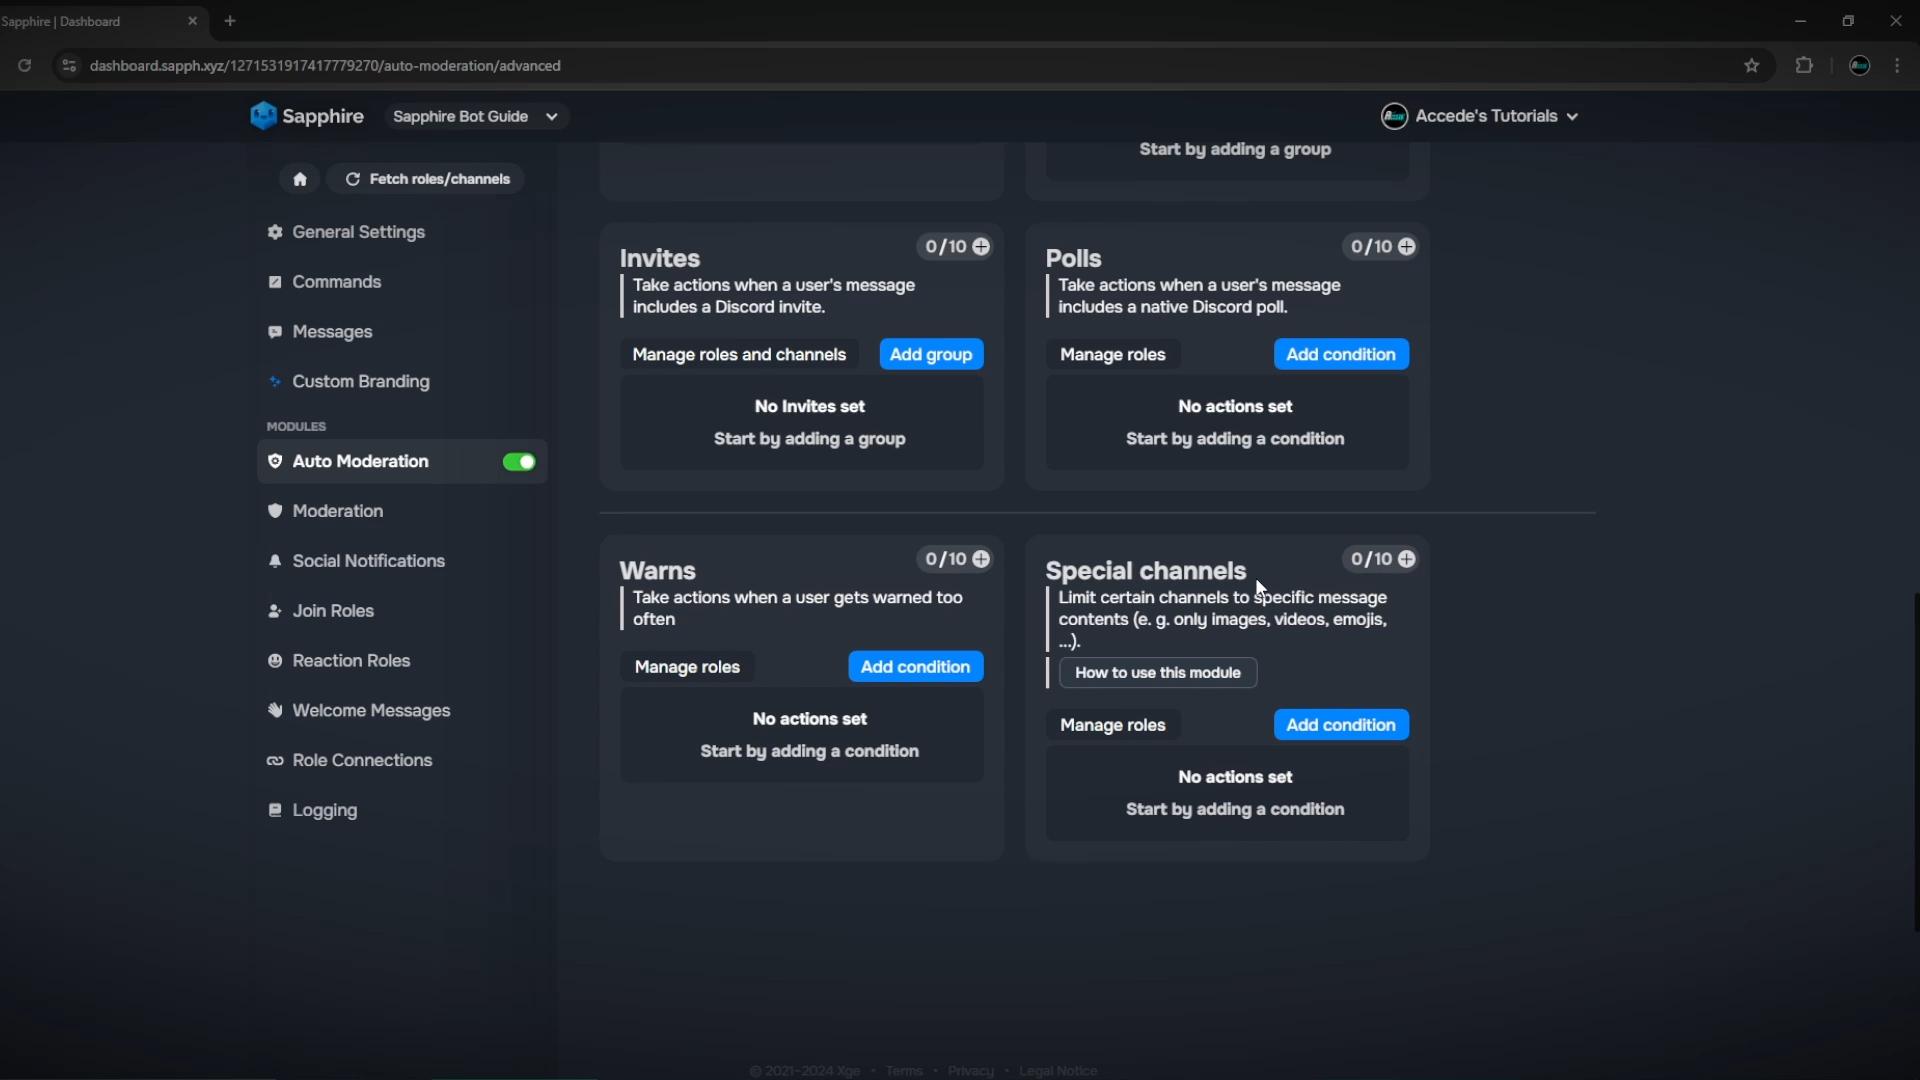 Sapphire | Dashboard
dashboard.sapph.xyz/1271531917417779270/auto-moderation/advanced
Sapphire
Sapphire Bot Guide
Accede's Tutorials
Fetch roles/channels
General Settings
Commands
Messages
Custom Branding
MODULES
Auto Moderation
Moderation
Social Notifications
Join Roles
Reaction Roles
Welcome Messages
Role Connections
Logging
Start by adding a group
Invites
0/10
Take actions when a user's message
includes a Discord invite.
Manage roles and channels
Add group
No Invites set
Start by adding a group
Polls
0/10
Take actions when a user's message
includes a native Discord poll.
Manage roles
Add condition
No actions set
Start by adding a condition
Warns
0/10
Take actions when a user gets warned too
often
Manage roles
Add condition
No actions set
Start by adding a condition
Special channels
0/10
Limit certain channels to specific message
contents (e. g. only images, videos, emojis,
...).
How to use this module
Manage roles
Add condition
No actions set
Start by adding a condition
© 2021-2024 Xge • Terms • Privacy • Legal Notice